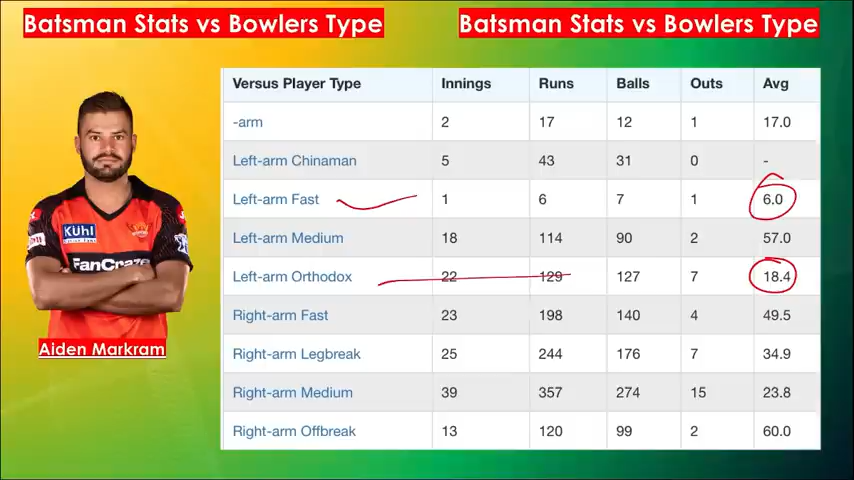 Batsman Stats vs Bowlers Type
Batsman Stats vs Bowlers Type
Versus Player Type Innings Runs Balls Outs Avg
-arm 2 17 12 1 17.0
Left-arm Chinaman 5 43 31 0 -
Left-arm Fast 1 6 7 1 6.0
Left-arm Medium 18 114 90 2 57.0
Left-arm Orthodox 22 129 127 7 18.4
Right-arm Fast 23 198 140 4 49.5
Right-arm Legbreak 25 244 176 7 34.9
Right-arm Medium 39 357 274 15 23.8
Right-arm Offbreak 13 120 99 2 60.0
KÜHL
FanCraze
Aiden Markram